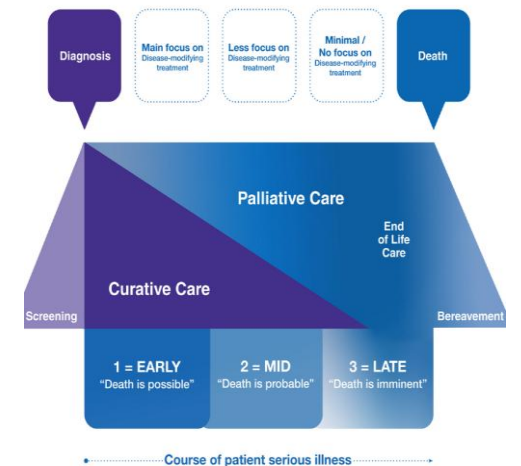 Diagnosis
Main focus on
Disease-modifying
treatment
Less focus on
Disease-modifying
treatment
Minimal /
No focus on
Disease-modifying
treatment
Death
Palliative Care
End
of Life
Care
Curative Care
Screening
Bereavement
1 = EARLY
“Death is possible”
2 = MID
“Death is probable”
3 = LATE
“Death is imminent”
Course of patient serious illness